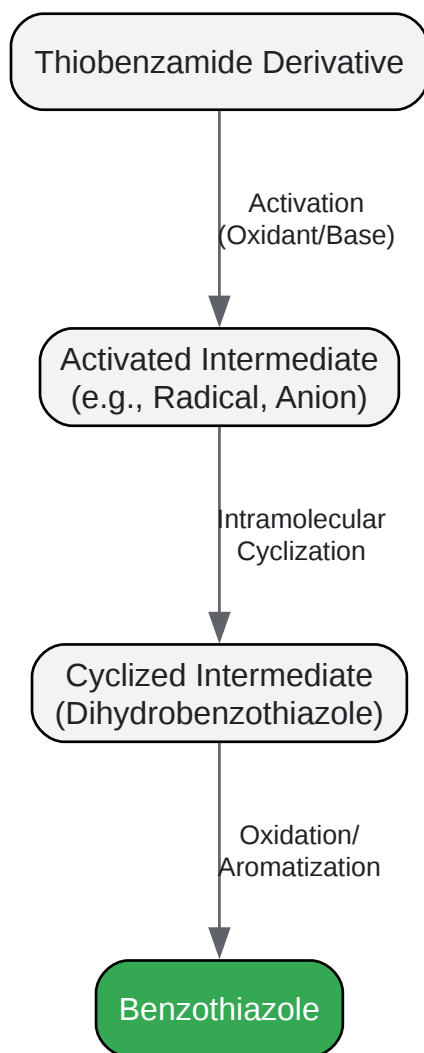 Thiobenzamide Derivative
Activation
(Oxidant/Base)
Activated Intermediate
(e.g., Radical, Anion)
Intramolecular
Cyclization
Cyclized Intermediate
(Dihydrobenzothiazole)
Oxidation/
Aromatization
Benzothiazole